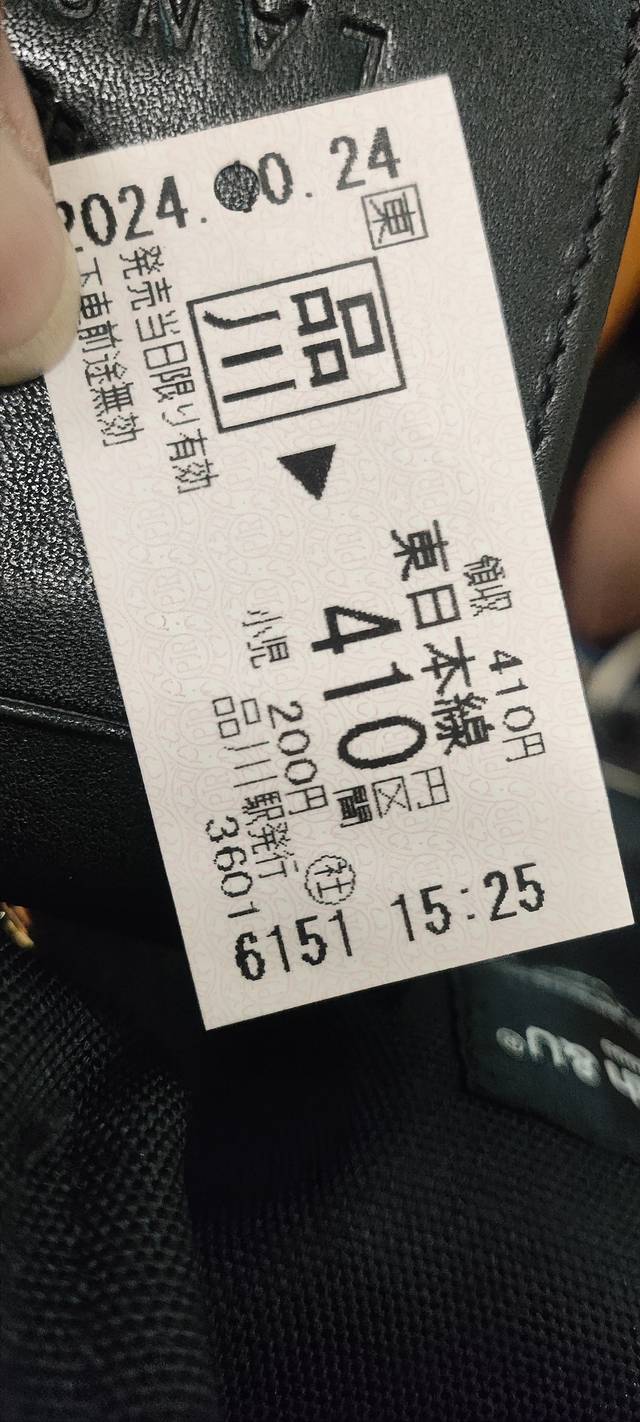 2024. 0.24
東
品川
発売当日限り有効
下車前途無効
領収 410円
東日本線
410円区間
小児 200円
品川駅発行
3601
社
6151 15:25